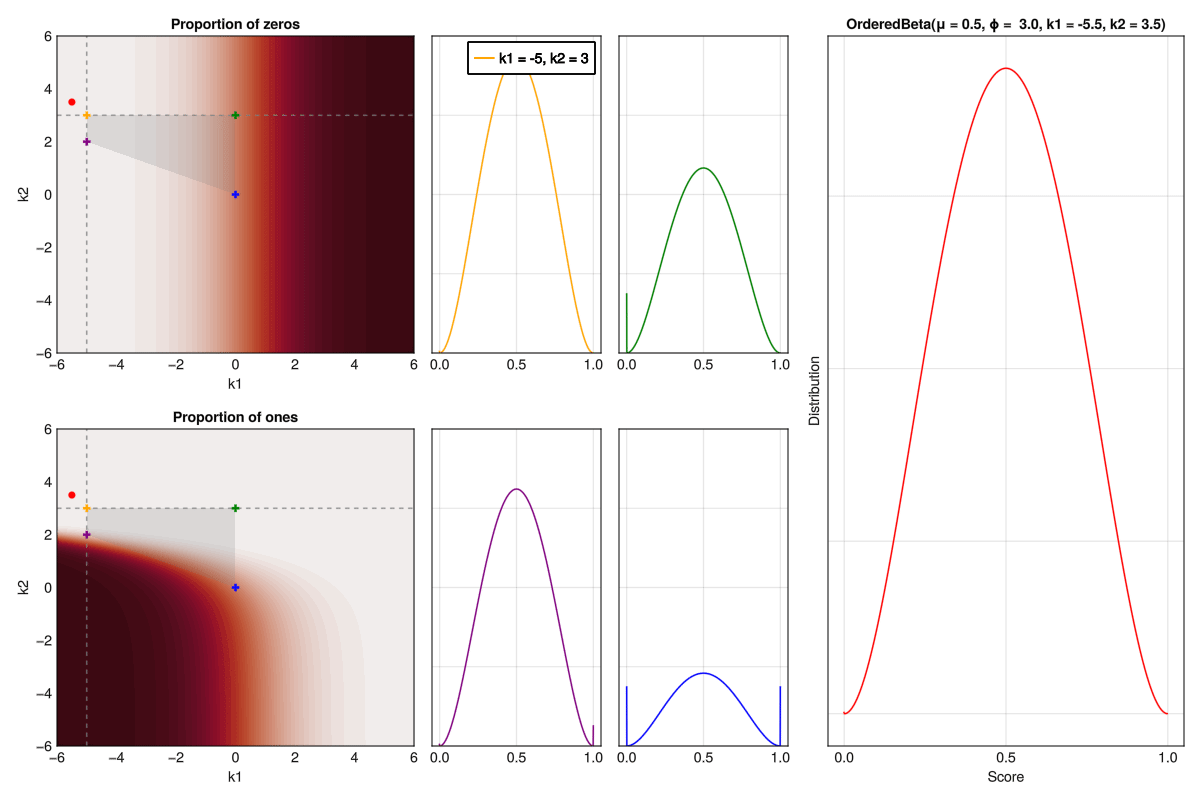 Proportion of zeros
6
4
2
0
−2
−4
−6
k2
−6 −4 −2 0 2 4 6
k1
k1 = -5, k2 = 3
0.0 0.5 1.0
0.0 0.5 1.0
Proportion of ones
6
4
2
0
−2
−4
−6
k2
−6 −4 −2 0 2 4 6
k1
0.0 0.5 1.0
0.0 0.5 1.0
OrderedBeta(μ = 0.5, ϕ =  3.0, k1 = -5.5, k2 = 3.5)
Distribution
0.0 0.5 1.0
Score